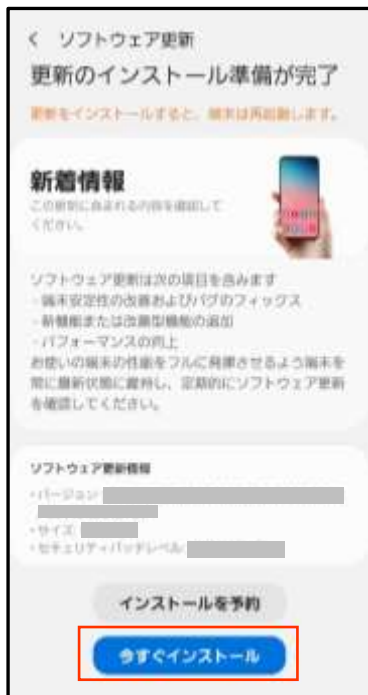 < ソフトウェア更新
更新のインストール準備が完了
更新をインストールすると、端末は再起動します。
新着情報
この更新に含まれる内容を確認して
ください。
ソフトウェア更新は次の項目を含みます
- 端末安定性の改善およびバグのフィックス
- 新機能または改善型機能の追加
- パフォーマンスの向上
お使いの端末の性能をフルに発揮させるよう端末を
常に最新状態に維持し、定期的にソフトウェア更新
を確認してください。
ソフトウェア更新情報
・バージョン:
・サイズ:
・セキュリティパッチレベル:
インストールを予約
今すぐインストール